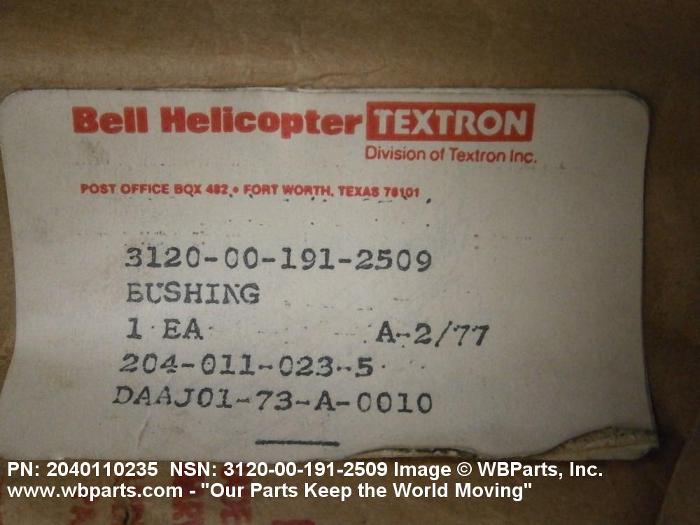 Bell Helicopter TEXTRON
Division of Textron Inc.
POST OFFICE BOX 482 • FORT WORTH, TEXAS 76101
3120-00-191-2509
BUSHING
1 EA A-2/77
204-011-023-5
DAAJ01-73-A-0010
PN: 2040110235 NSN: 3120-00-191-2509 Image © WBParts, Inc.
www.wbparts.com - "Our Parts Keep the World Moving"